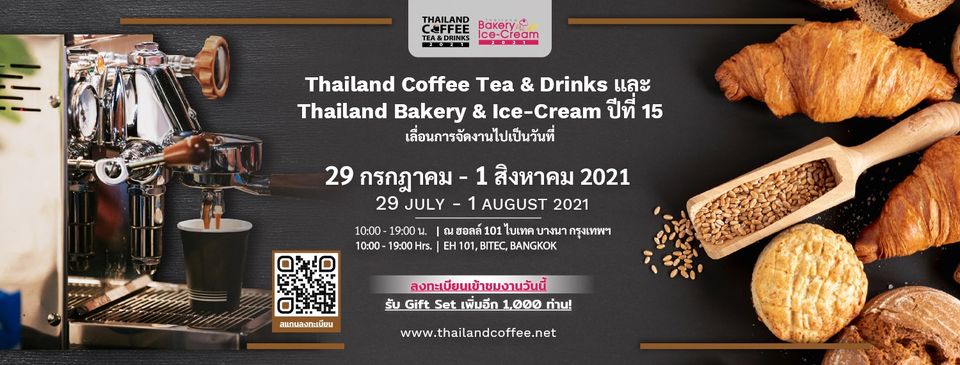 THAILAND
COFFEE
TEA & DRINKS
2021
THAILAND
Bakery
Ice-Cream
2021
Thailand Coffee Tea & Drinks และ
Thailand Bakery & Ice-Cream ปีที่ 15
เลื่อนการจัดงานไปเป็นวันที่
29 กรกฎาคม - 1 สิงหาคม 2021
29 JULY - 1 AUGUST 2021
10:00 - 19:00 น. | ณ ฮอลล์ 101 ไบเทค บางนา กรุงเทพฯ
10:00 - 19:00 Hrs. | EH 101, BITEC, BANGKOK
ลงทะเบียนเข้าชมงานวันนี้
รับ Gift Set เพิ่มอีก 1,000 ท่าน!
สแกนลงทะเบียน
www.thailandcoffee.net